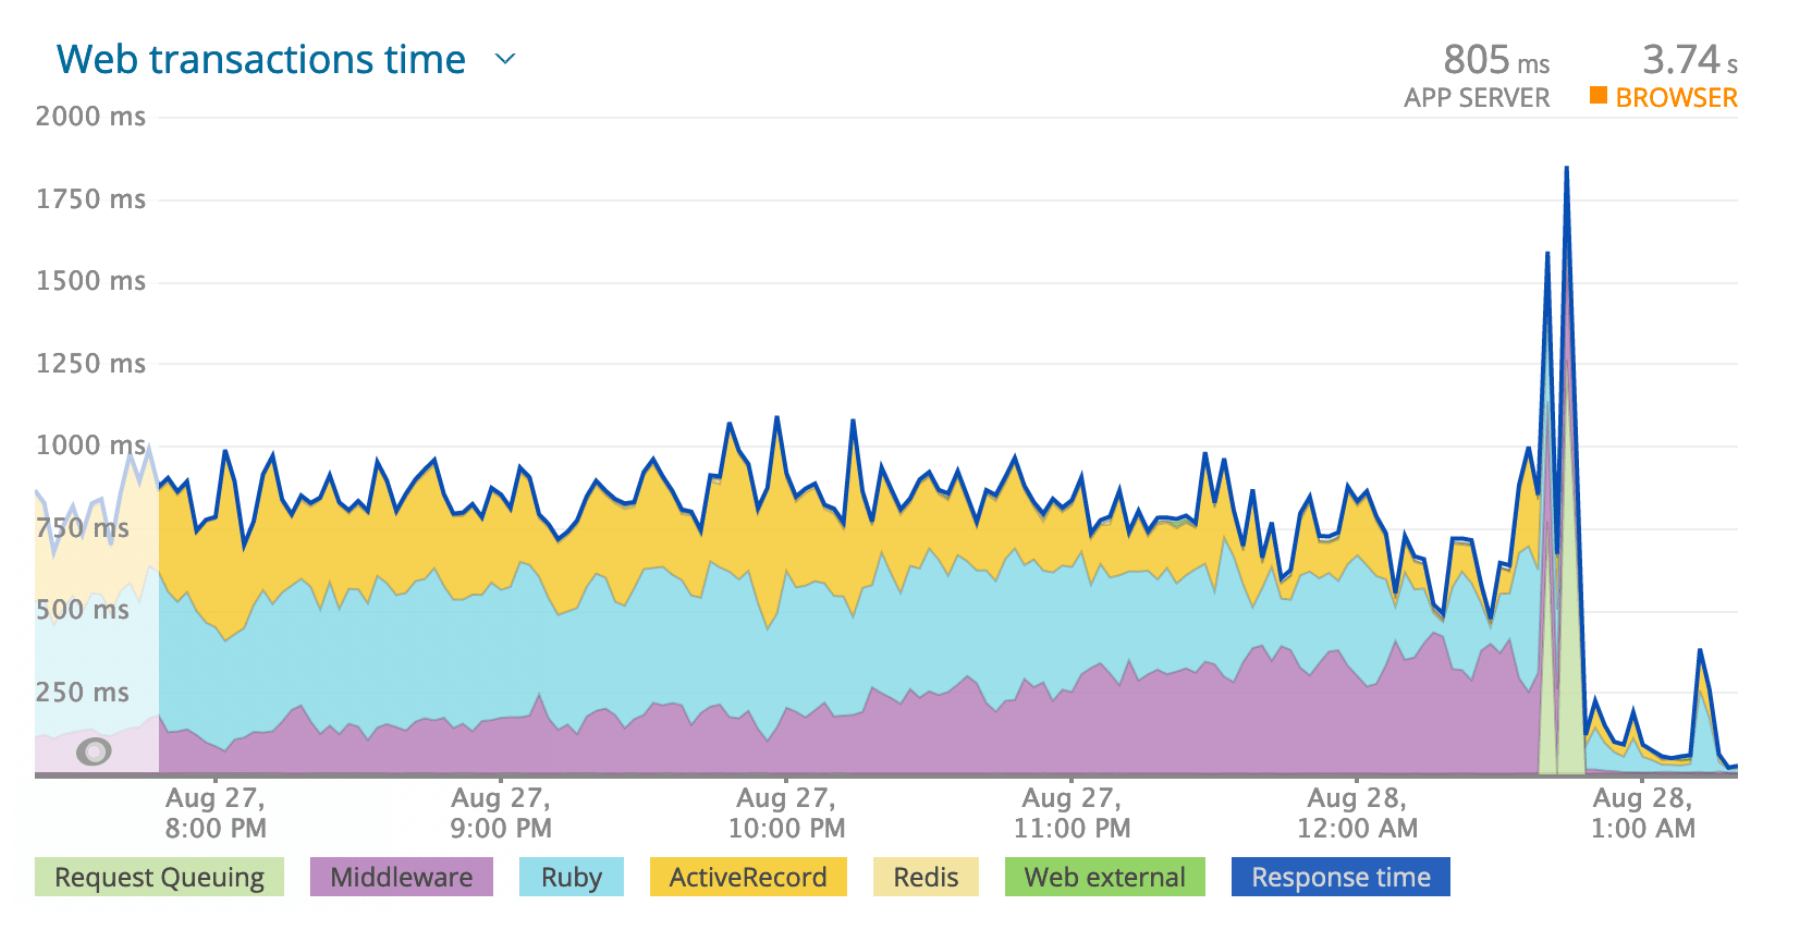 Web transactions time
805 ms
APP SERVER
3.74 s
BROWSER
2000 ms
1750 ms
1500 ms
1250 ms
1000 ms
750 ms
500 ms
250 ms
Aug 27,
8:00 PM
Aug 27,
9:00 PM
Aug 27,
10:00 PM
Aug 27,
11:00 PM
Aug 28,
12:00 AM
Aug 28,
1:00 AM
Request Queuing
Middleware
Ruby
ActiveRecord
Redis
Web external
Response time